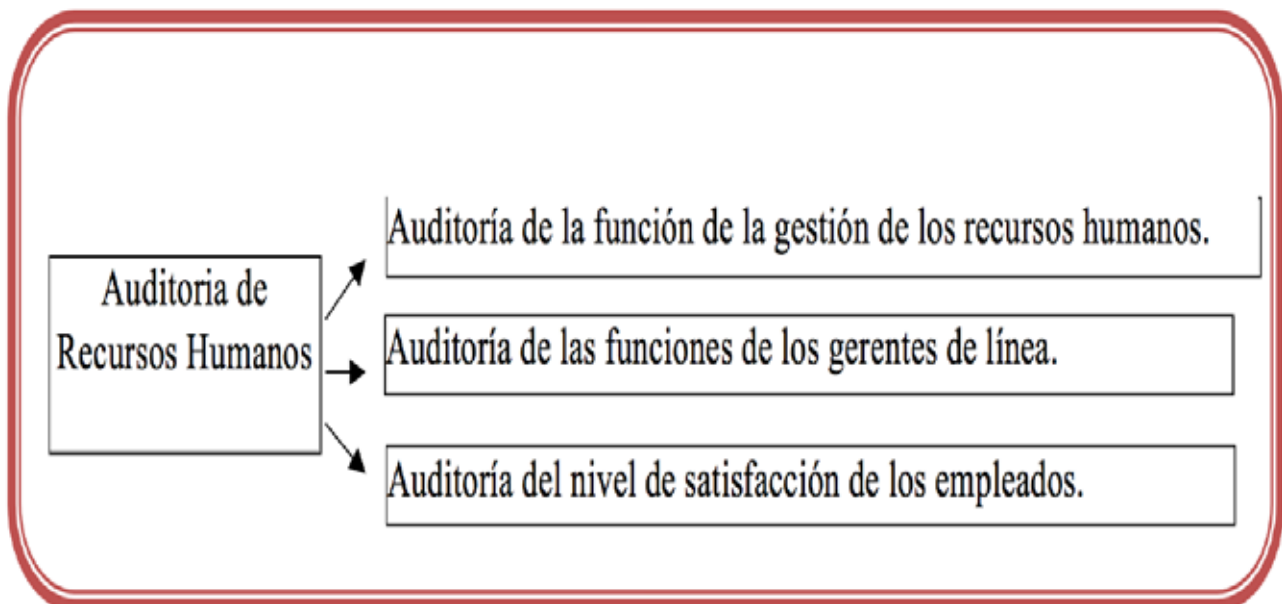 Auditoria de
Recursos Humanos
Auditoría de la función de la gestión de los recursos humanos.
Auditoría de las funciones de los gerentes de línea.
Auditoría del nivel de satisfacción de los empleados.